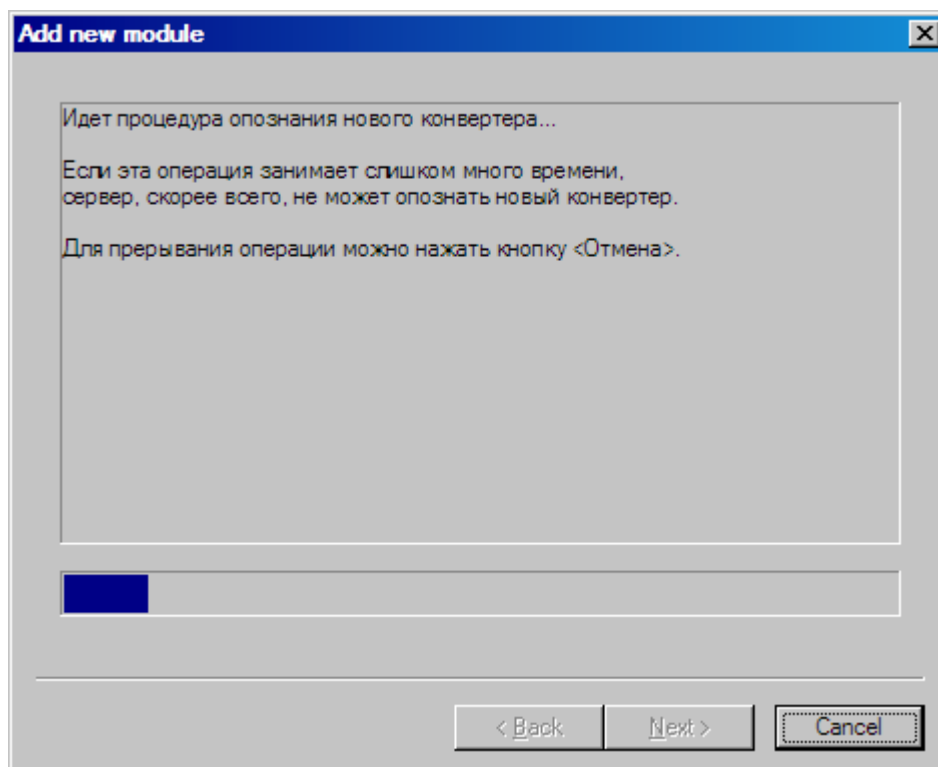 Add new module
Идет процедура опознания нового конвертера...
Если эта операция занимает слишком много времени,
сервер, скорее всего, не может опознать новый конвертер.
Для прерывания операции можно нажать кнопку <Отмена>.
< Back
Next >
Cancel